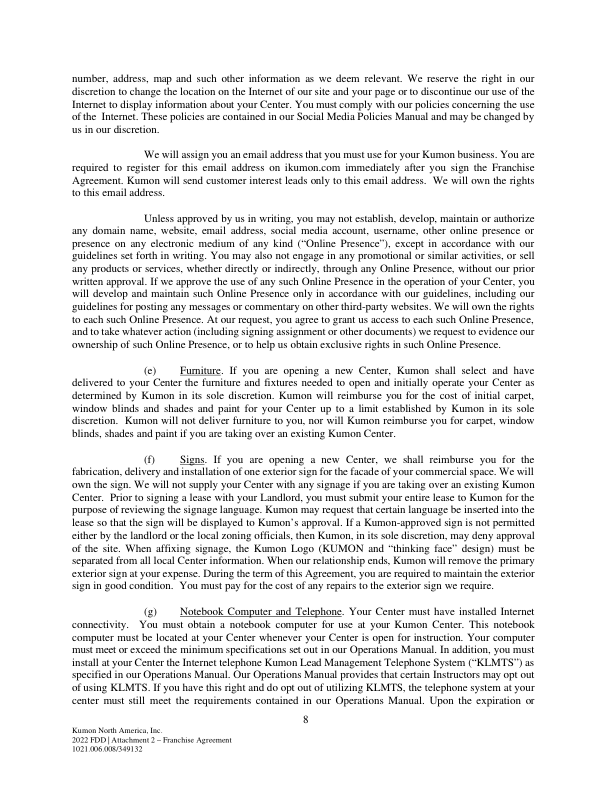 number, address, map and such other information as we deem relevant. We reserve the right in our
discretion to change the location on the Internet of our site and your page or to discontinue our use of the
Internet to display information about your Center. You must comply with our policies concerning the use
of the Internet. These policies are contained in our Social Media Policies Manual and may be changed by
us in our discretion.
We will assign you an email address that you must use for your Kumon business. You are
required to register for this email address on ikumon.com immediately after you sign the Franchise
Agreement. Kumon will send customer interest leads only to this email address. We will own the rights
to this email address.
Unless approved by us in writing, you may not establish, develop, maintain or authorize
any domain name, website, email address, social media account, username, other online presence or
presence on any electronic medium of any kind (“Online Presence”), except in accordance with our
guidelines set forth in writing. You may also not engage in any promotional or similar activities, or sell
any products or services, whether directly or indirectly, through any Online Presence, without our prior
written approval. If we approve the use of any such Online Presence in the operation of your Center, you
will develop and maintain such Online Presence only in accordance with our guidelines, including our
guidelines for posting any messages or commentary on other third-party websites. We will own the rights
to each such Online Presence. At our request, you agree to grant us access to each such Online Presence,
and to take whatever action (including signing assignment or other documents) we request to evidence our
ownership of such Online Presence, or to help us obtain exclusive rights in such Online Presence.
(e) Furniture. If you are opening a new Center, Kumon shall select and have
delivered to your Center the furniture and fixtures needed to open and initially operate your Center as
determined by Kumon in its sole discretion. Kumon will reimburse you for the cost of initial carpet,
window blinds and shades and paint for your Center up to a limit established by Kumon in its sole
discretion. Kumon will not deliver furniture to you, nor will Kumon reimburse you for carpet, window
blinds, shades and paint if you are taking over an existing Kumon Center.
(f) Signs. If you are opening a new Center, we shall reimburse you for the
fabrication, delivery and installation of one exterior sign for the facade of your commercial space. We will
own the sign. We will not supply your Center with any signage if you are taking over an existing Kumon
Center. Prior to signing a lease with your Landlord, you must submit your entire lease to Kumon for the
purpose of reviewing the signage language. Kumon may request that certain language be inserted into the
lease so that the sign will be displayed to Kumon’s approval. If a Kumon-approved sign is not permitted
either by the landlord or the local zoning officials, then Kumon, in its sole discretion, may deny approval
of the site. When affixing signage, the Kumon Logo (KUMON and “thinking face” design) must be
separated from all local Center information. When our relationship ends, Kumon will remove the primary
exterior sign at your expense. During the term of this Agreement, you are required to maintain the exterior
sign in good condition. You must pay for the cost of any repairs to the exterior sign we require.
(g) Notebook Computer and Telephone. Your Center must have installed Internet
connectivity. You must obtain a notebook computer for use at your Kumon Center. This notebook
computer must be located at your Center whenever your Center is open for instruction. Your computer
must meet or exceed the minimum specifications set out in our Operations Manual. In addition, you must
install at your Center the Internet telephone Kumon Lead Management Telephone System (“KLMTS”) as
specified in our Operations Manual. Our Operations Manual provides that certain Instructors may opt out
of using KLMTS. If you have this right and do opt out of utilizing KLMTS, the telephone system at your
center must still meet the requirements contained in our Operations Manual. Upon the expiration or
8
Kumon North America, Inc.
2022 FDD | Attachment 2 – Franchise Agreement
1021.006.008/349132